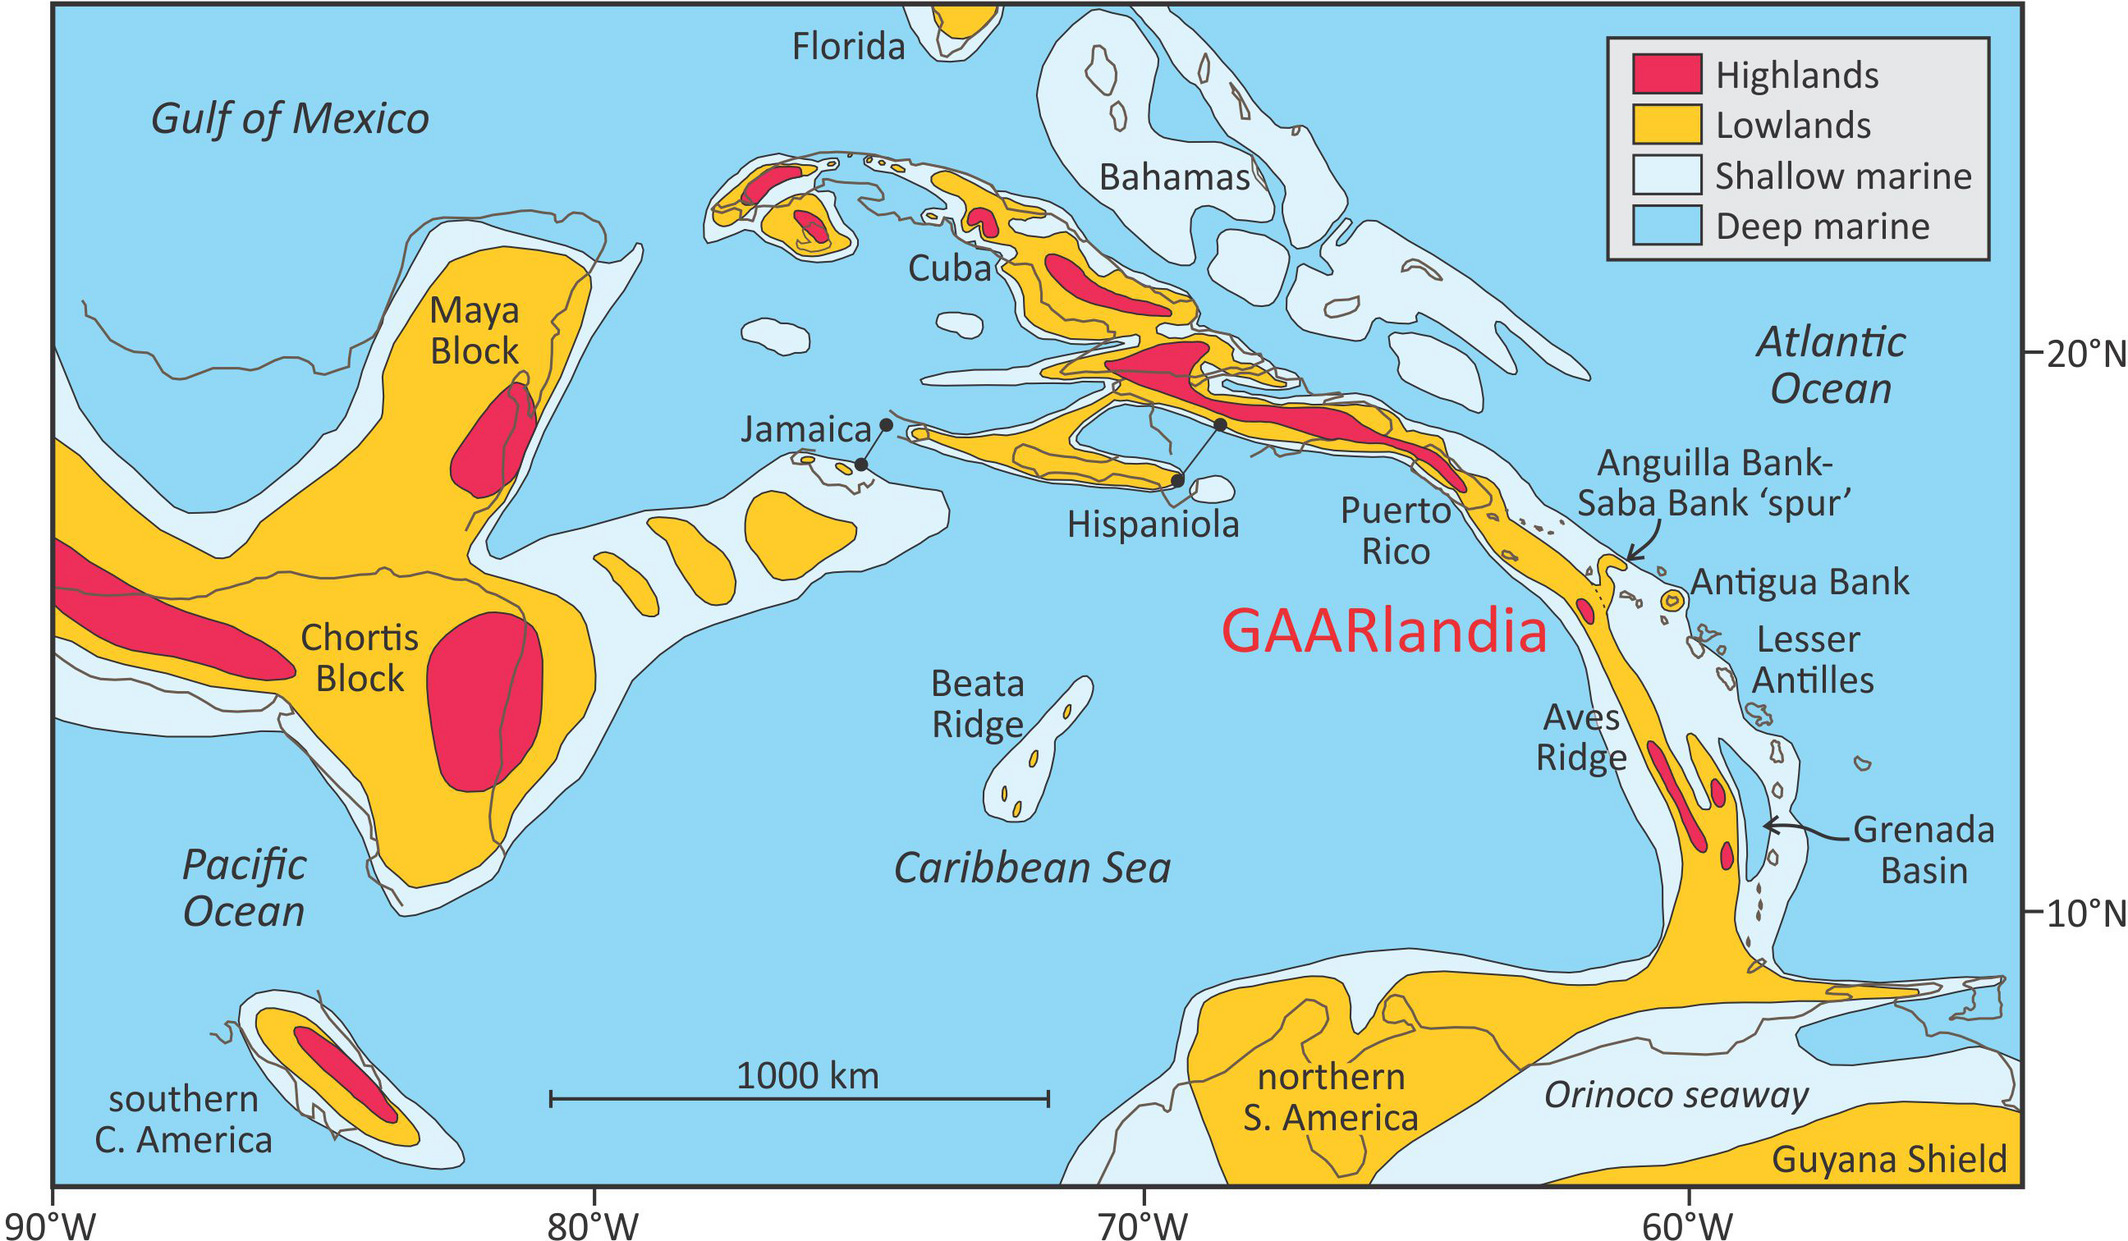 Florida
Gulf of Mexico
Highlands
Lowlands
Shallow marine
Deep marine
Bahamas
Cuba
Maya
Block
Atlantic
Ocean
20°N
Jamaica
Hispaniola
Puerto
Rico
Anguilla Bank-
Saba Bank ‘spur’
Antigua Bank
GAARlandia
Lesser
Antilles
Chortis
Block
Beata
Ridge
Aves
Ridge
Grenada
Basin
Pacific
Ocean
Caribbean Sea
10°N
southern
C. America
1000 km
northern
S. America
Orinoco seaway
Guyana Shield
90°W
80°W
70°W
60°W